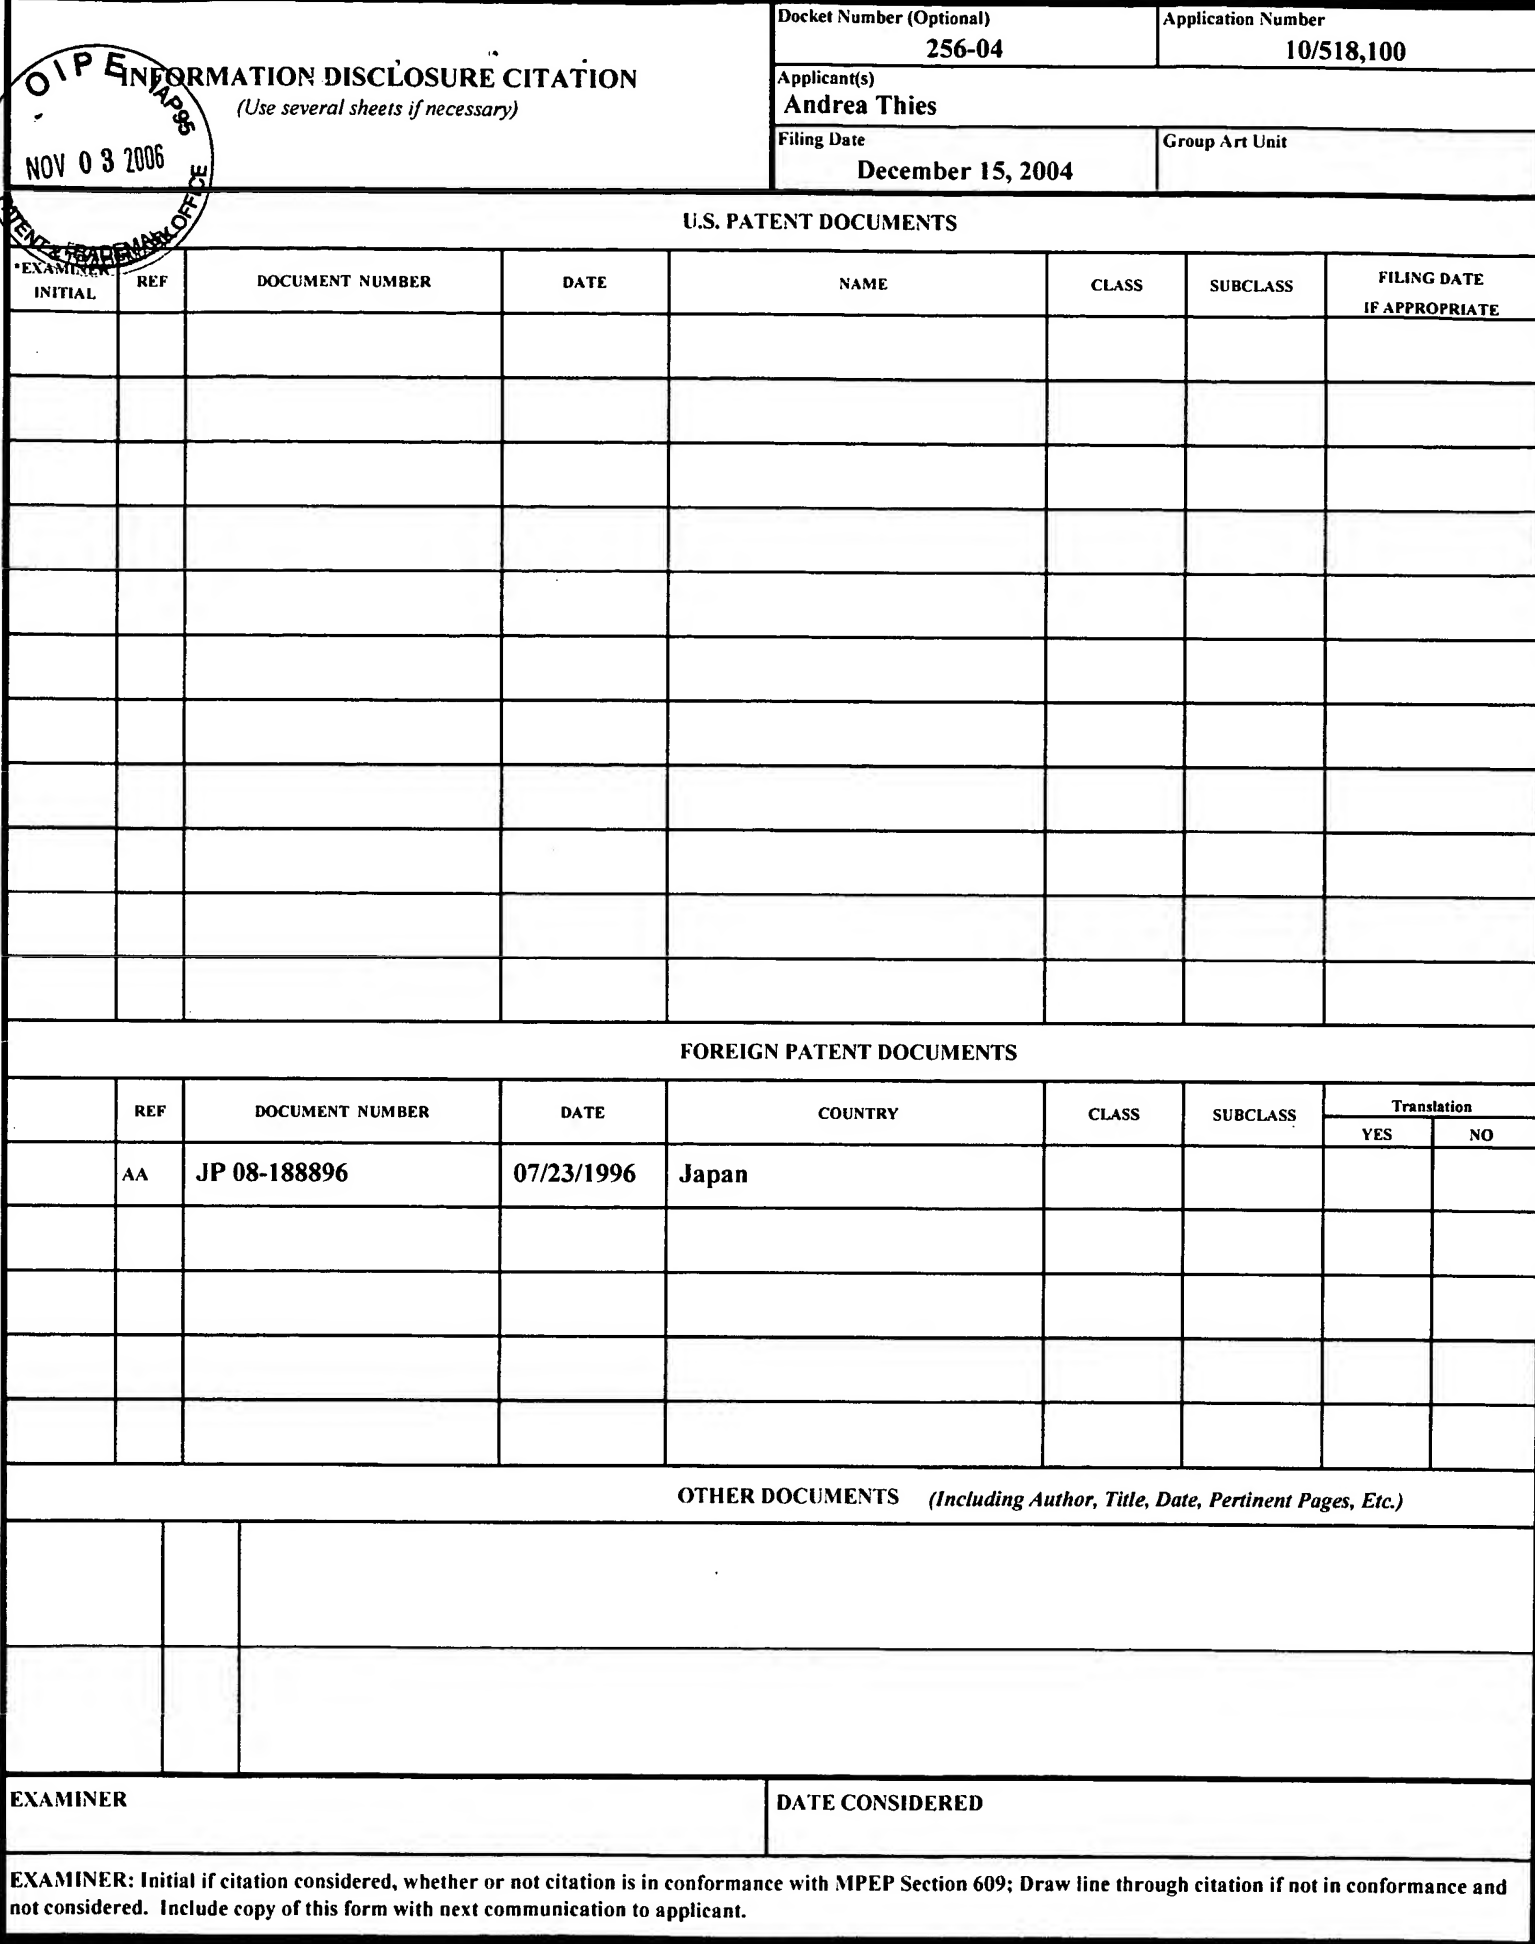 Docket Number (Optional)
256-04
Application Number
10/518,100
OIPE IAP95
NOV 03 2006
PATENT & TRADEMARK OFFICE
INFORMATION DISCLOSURE CITATION
(Use several sheets if necessary)
Applicant(s)
Andrea Thies
Filing Date
December 15, 2004
Group Art Unit
U.S. PATENT DOCUMENTS
*EXAMINER INITIAL REF DOCUMENT NUMBER DATE NAME CLASS SUBCLASS FILING DATE IF APPROPRIATE
FOREIGN PATENT DOCUMENTS
REF DOCUMENT NUMBER DATE COUNTRY CLASS SUBCLASS Translation
YES NO
AA JP 08-188896 07/23/1996 Japan
OTHER DOCUMENTS (Including Author, Title, Date, Pertinent Pages, Etc.)
EXAMINER
DATE CONSIDERED
EXAMINER: Initial if citation considered, whether or not citation is in conformance with MPEP Section 609; Draw line through citation if not in conformance and
not considered. Include copy of this form with next communication to applicant.